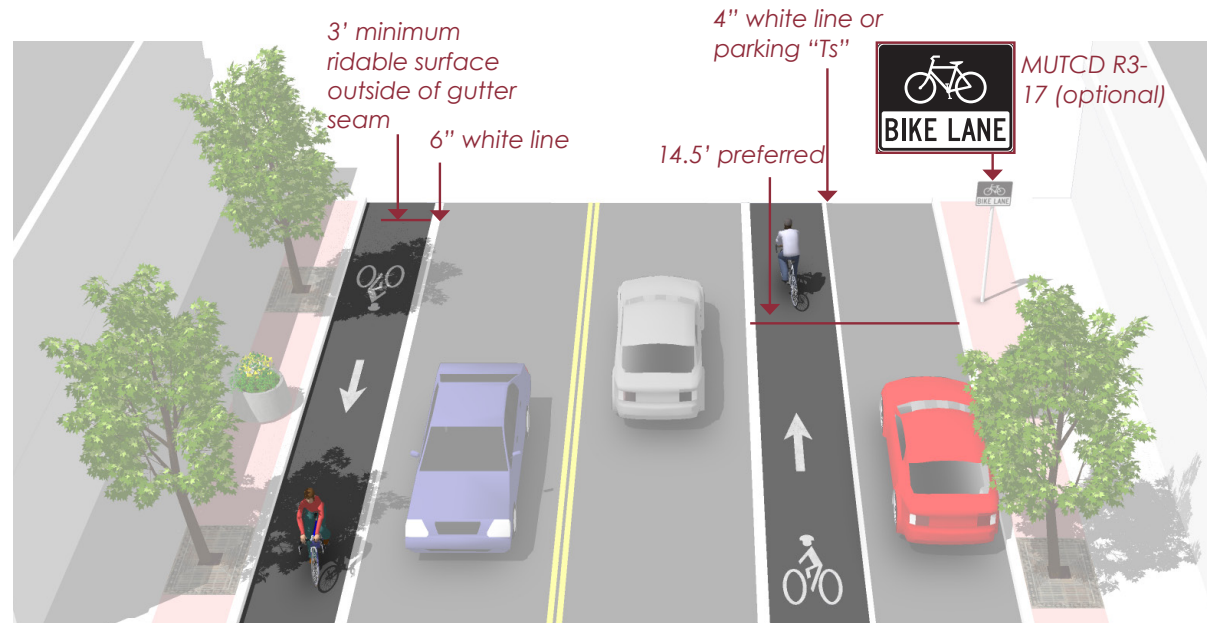 3’ minimum
ridable surface
outside of gutter
seam
6” white line
4” white line or
parking “Ts”
14.5’ preferred
BIKE LANE
MUTCD R3-
17 (optional)
BIKE LANE